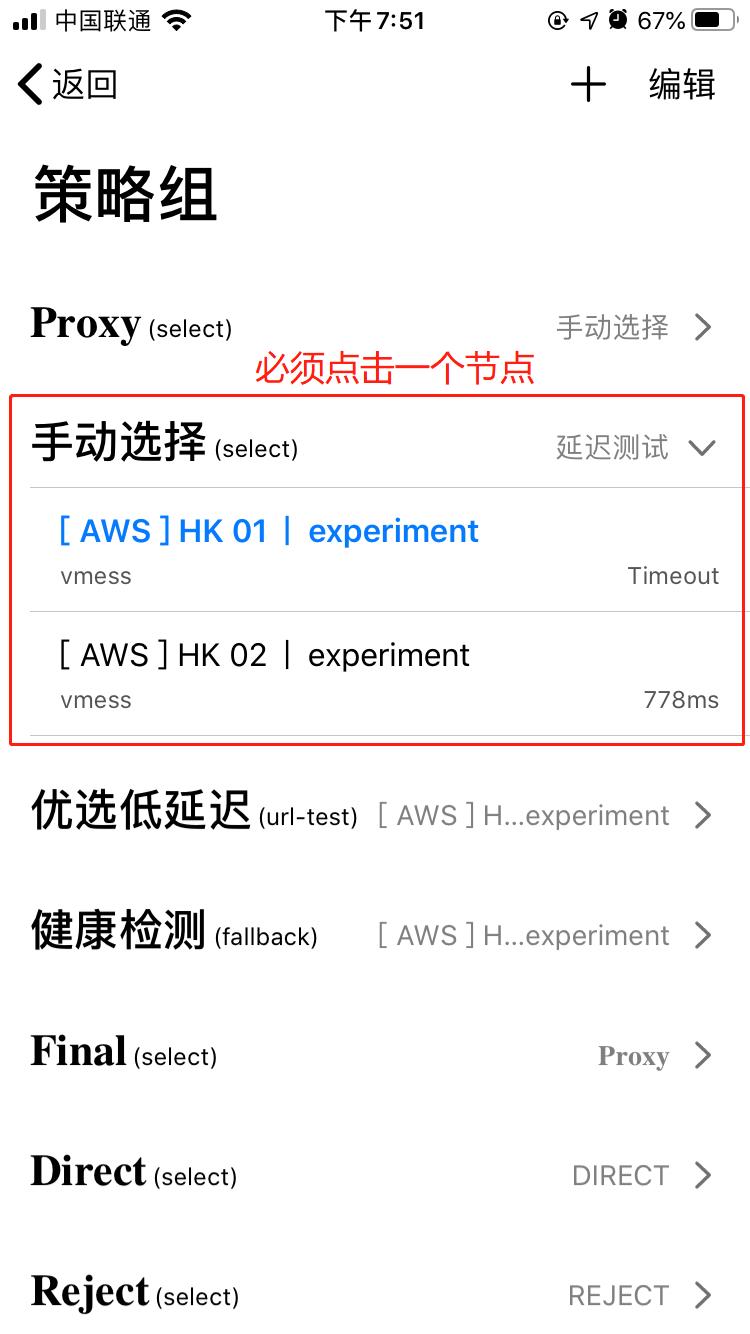 中国联通 下午7:51 67%
返回 编辑
策略组
Proxy (select) 手动选择
必须点击一个节点
手动选择 (select) 延迟测试
[ AWS ] HK 01 | experiment
vmess Timeout
[ AWS ] HK 02 | experiment
vmess 778ms
优选低延迟 (url-test) [ AWS ] H...experiment
健康检测 (fallback) [ AWS ] H...experiment
Final (select) Proxy
Direct (select) DIRECT
Reject (select) REJECT